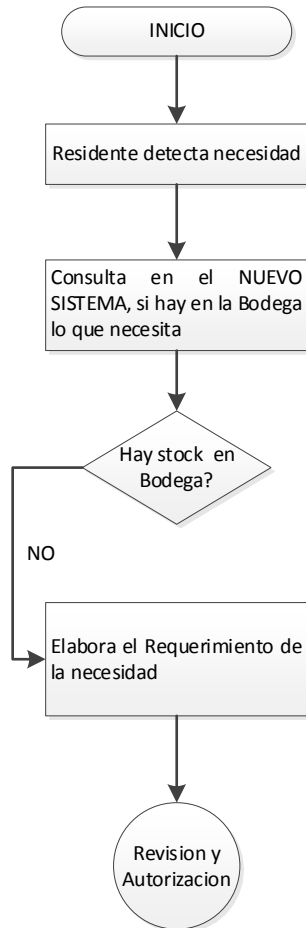 INICIO
Residente detecta necesidad
Consulta en el NUEVO
SISTEMA, si hay en la Bodega
lo que necesita
Hay stock en
Bodega?
NO
Elabora el Requerimiento de
la necesidad
Revision y
Autorizacion